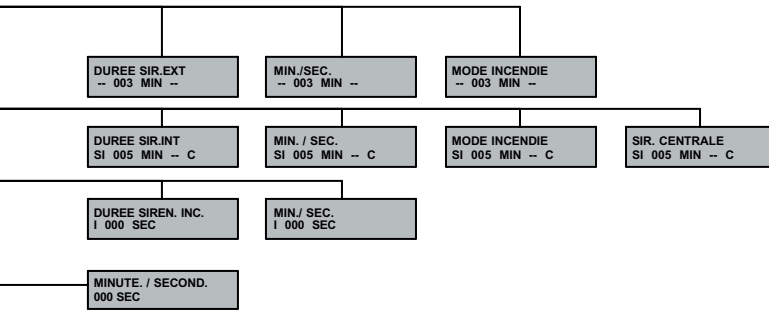 DUREE SIR.EXT
-- 003 MIN --
MIN./SEC.
-- 003 MIN --
MODE INCENDIE
-- 003 MIN --
DUREE SIR.INT
SI 005 MIN -- C
MIN. / SEC.
SI 005 MIN -- C
MODE INCENDIE
SI 005 MIN -- C
SIR. CENTRALE
SI 005 MIN -- C
DUREE SIREN. INC.
I 000 SEC
MIN./ SEC.
I 000 SEC
MINUTE. / SECOND.
000 SEC